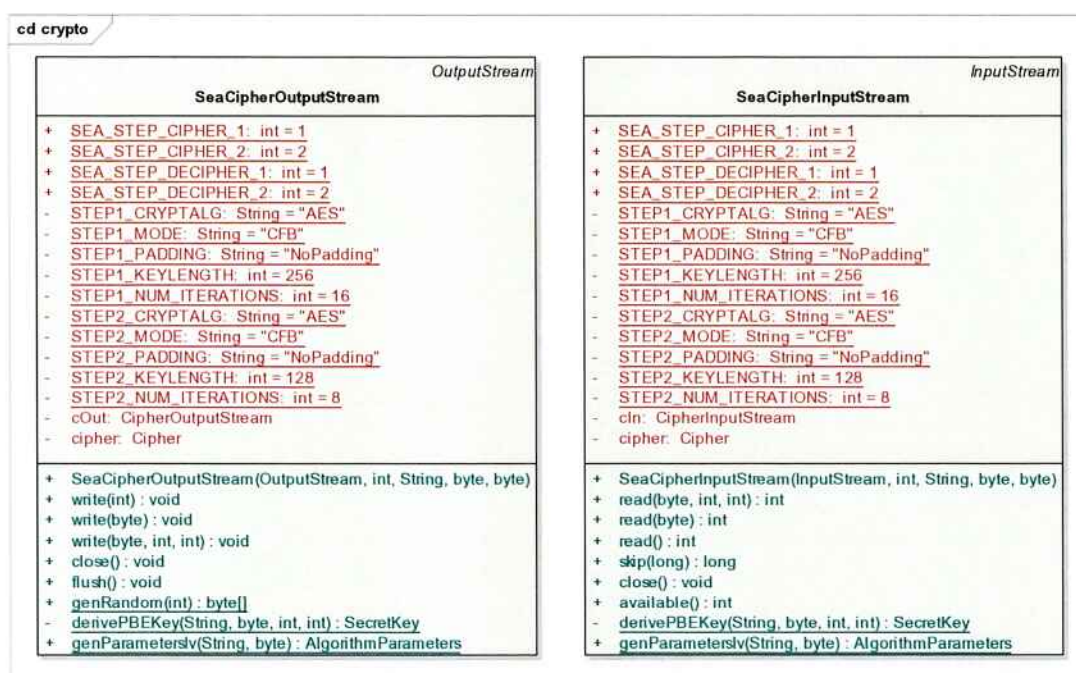 cd crypto
OutputStream
SeaCipherOutputStream
+ SEA_STEP_CIPHER_1: int = 1
+ SEA_STEP_CIPHER_2: int = 2
+ SEA_STEP_DECIPHER_1: int = 1
+ SEA_STEP_DECIPHER_2: int = 2
- STEP1_CRYPTALG: String = "AES"
- STEP1_MODE: String = "CFB"
- STEP1_PADDING: String = "NoPadding"
- STEP1_KEYLENGTH: int = 256
- STEP1_NUM_ITERATIONS: int = 16
- STEP2_CRYPTALG: String = "AES"
- STEP2_MODE: String = "CFB"
- STEP2_PADDING: String = "NoPadding"
- STEP2_KEYLENGTH: int = 128
- STEP2_NUM_ITERATIONS: int = 8
- cOut: CipherOutputStream
- cipher: Cipher
+ SeaCipherOutputStream(OutputStream, int, String, byte, byte)
+ write(int) : void
+ write(byte) : void
+ write(byte, int, int) : void
+ close() : void
+ flush() : void
+ genRandom(int) : byte[]
- derivePBEKey(String, byte, int, int) : SecretKey
+ genParametersIv(String, byte) : AlgorithmParameters
InputStream
SeaCipherInputStream
+ SEA_STEP_CIPHER_1: int = 1
+ SEA_STEP_CIPHER_2: int = 2
+ SEA_STEP_DECIPHER_1: int = 1
+ SEA_STEP_DECIPHER_2: int = 2
- STEP1_CRYPTALG: String = "AES"
- STEP1_MODE: String = "CFB"
- STEP1_PADDING: String = "NoPadding"
- STEP1_KEYLENGTH: int = 256
- STEP1_NUM_ITERATIONS: int = 16
- STEP2_CRYPTALG: String = "AES"
- STEP2_MODE: String = "CFB"
- STEP2_PADDING: String = "NoPadding"
- STEP2_KEYLENGTH: int = 128
- STEP2_NUM_ITERATIONS: int = 8
- cIn: CipherInputStream
- cipher: Cipher
+ SeaCipherInputStream(InputStream, int, String, byte, byte)
+ read(byte, int, int) : int
+ read(byte) : int
+ read() : int
+ skip(long) : long
+ close() : void
+ available() : int
- derivePBEKey(String, byte, int, int) : SecretKey
+ genParametersIv(String, byte) : AlgorithmParameters